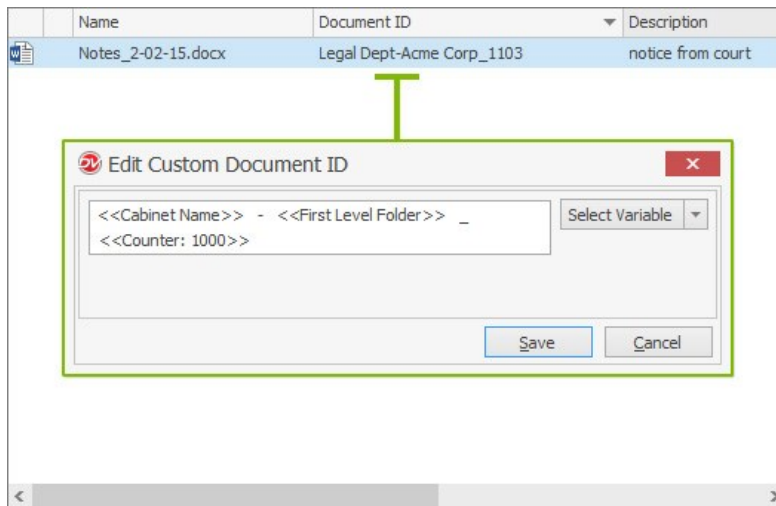 Name Document ID Description
Notes_2-02-15.docx Legal Dept-Acme Corp_1103 notice from court
Edit Custom Document ID
<<Cabinet Name>> - <<First Level Folder>> _ Select Variable
<<Counter: 1000>>
Save Cancel